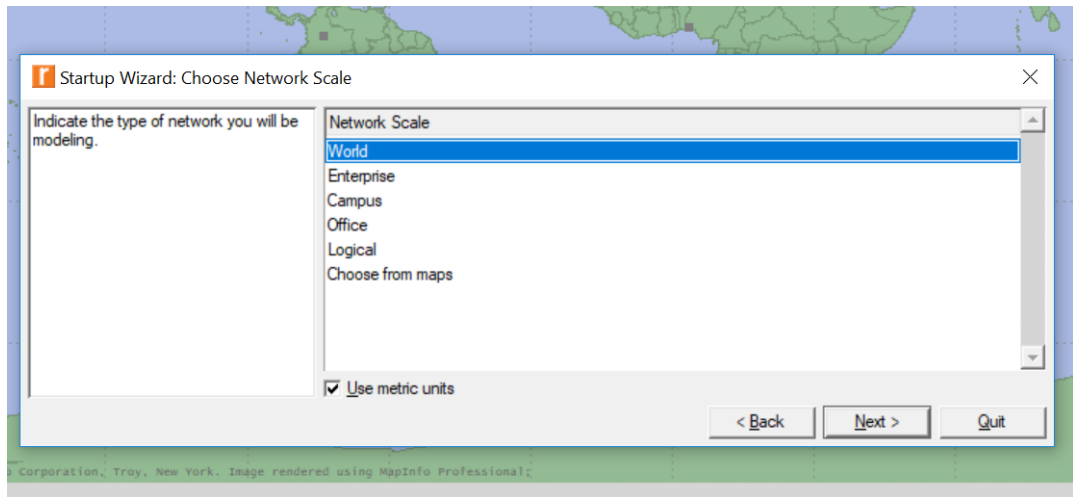 Startup Wizard: Choose Network Scale
Indicate the type of network you will be
modeling.
Network Scale
World
Enterprise
Campus
Office
Logical
Choose from maps
Use metric units
< Back
Next >
Quit
Corporation, Troy, New York. Image rendered using MapInfo Professional;